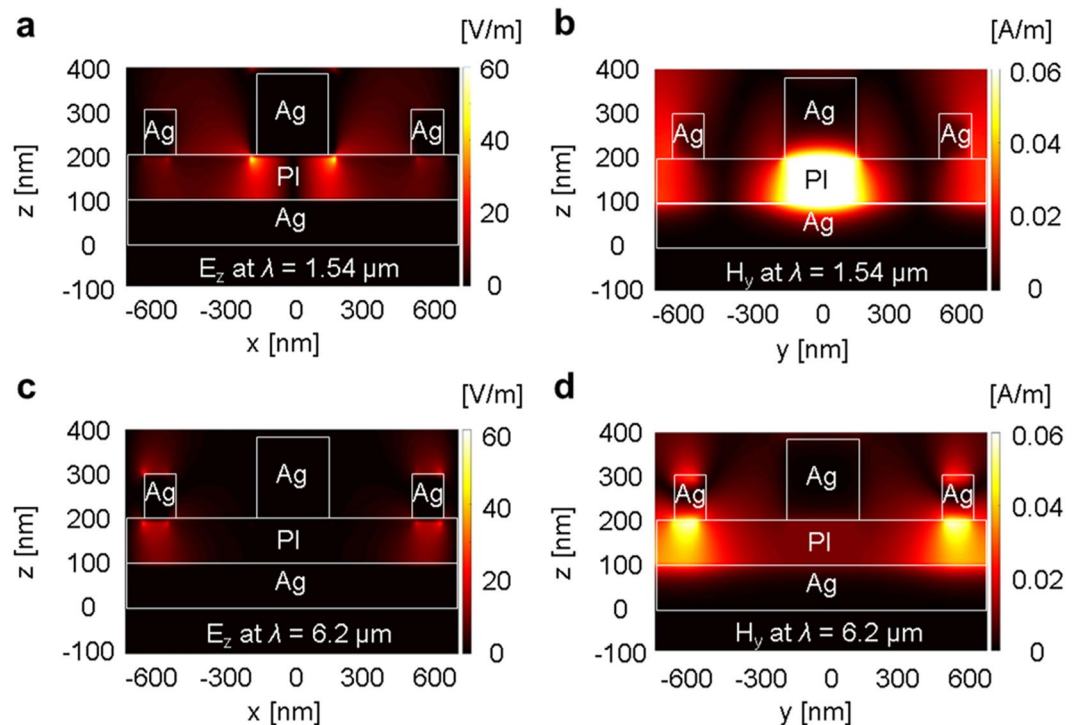 a
[V/m]
400
300
200
100
0
-100
z [nm]
Ag
Ag
Ag
PI
Ag
E_z at λ = 1.54 μm
60
40
20
0
-600 -300 0 300 600
x [nm]
b
[A/m]
400
300
200
100
0
-100
z [nm]
Ag
Ag
Ag
PI
Ag
H_y at λ = 1.54 μm
0.06
0.04
0.02
0
-600 -300 0 300 600
y [nm]
c
[V/m]
400
300
200
100
0
-100
z [nm]
Ag
Ag
Ag
PI
Ag
E_z at λ = 6.2 μm
60
40
20
0
-600 -300 0 300 600
x [nm]
d
[A/m]
400
300
200
100
0
-100
z [nm]
Ag
Ag
Ag
PI
Ag
H_y at λ = 6.2 μm
0.06
0.04
0.02
0
-600 -300 0 300 600
y [nm]